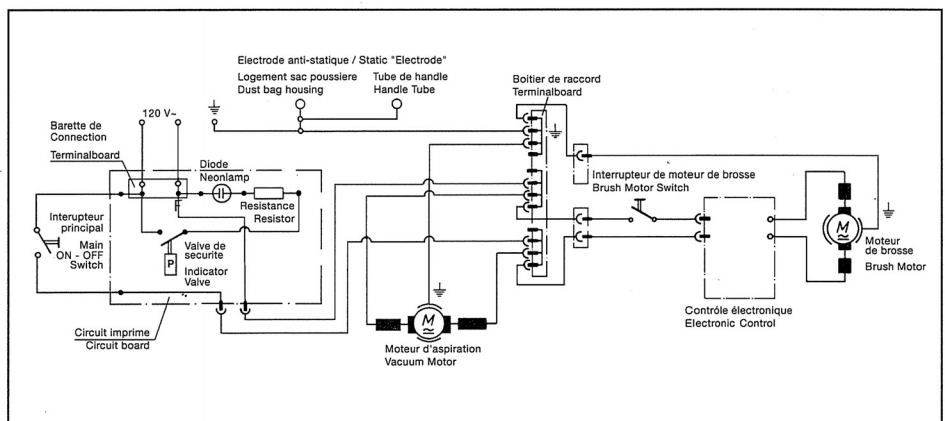 Electrode anti-statique / Static "Electrode"
Logement sac poussiere
Dust bag housing
Tube de handle
Handle Tube
Boitier de raccord
Terminalboard
120 V~
Barette de
Connection
Terminalboard
Diode
Neonlamp
Resistance
Resistor
Interrupteur de moteur de brosse
Brush Motor Switch
Interupteur
principal
Main
ON - OFF
Switch
Valve de
securite
P
Indicator
Valve
M
Moteur
de brosse
Brush Motor
Contrôle électronique
Electronic Control
Circuit imprime
Circuit board
M
Moteur d'aspiration
Vacuum Motor